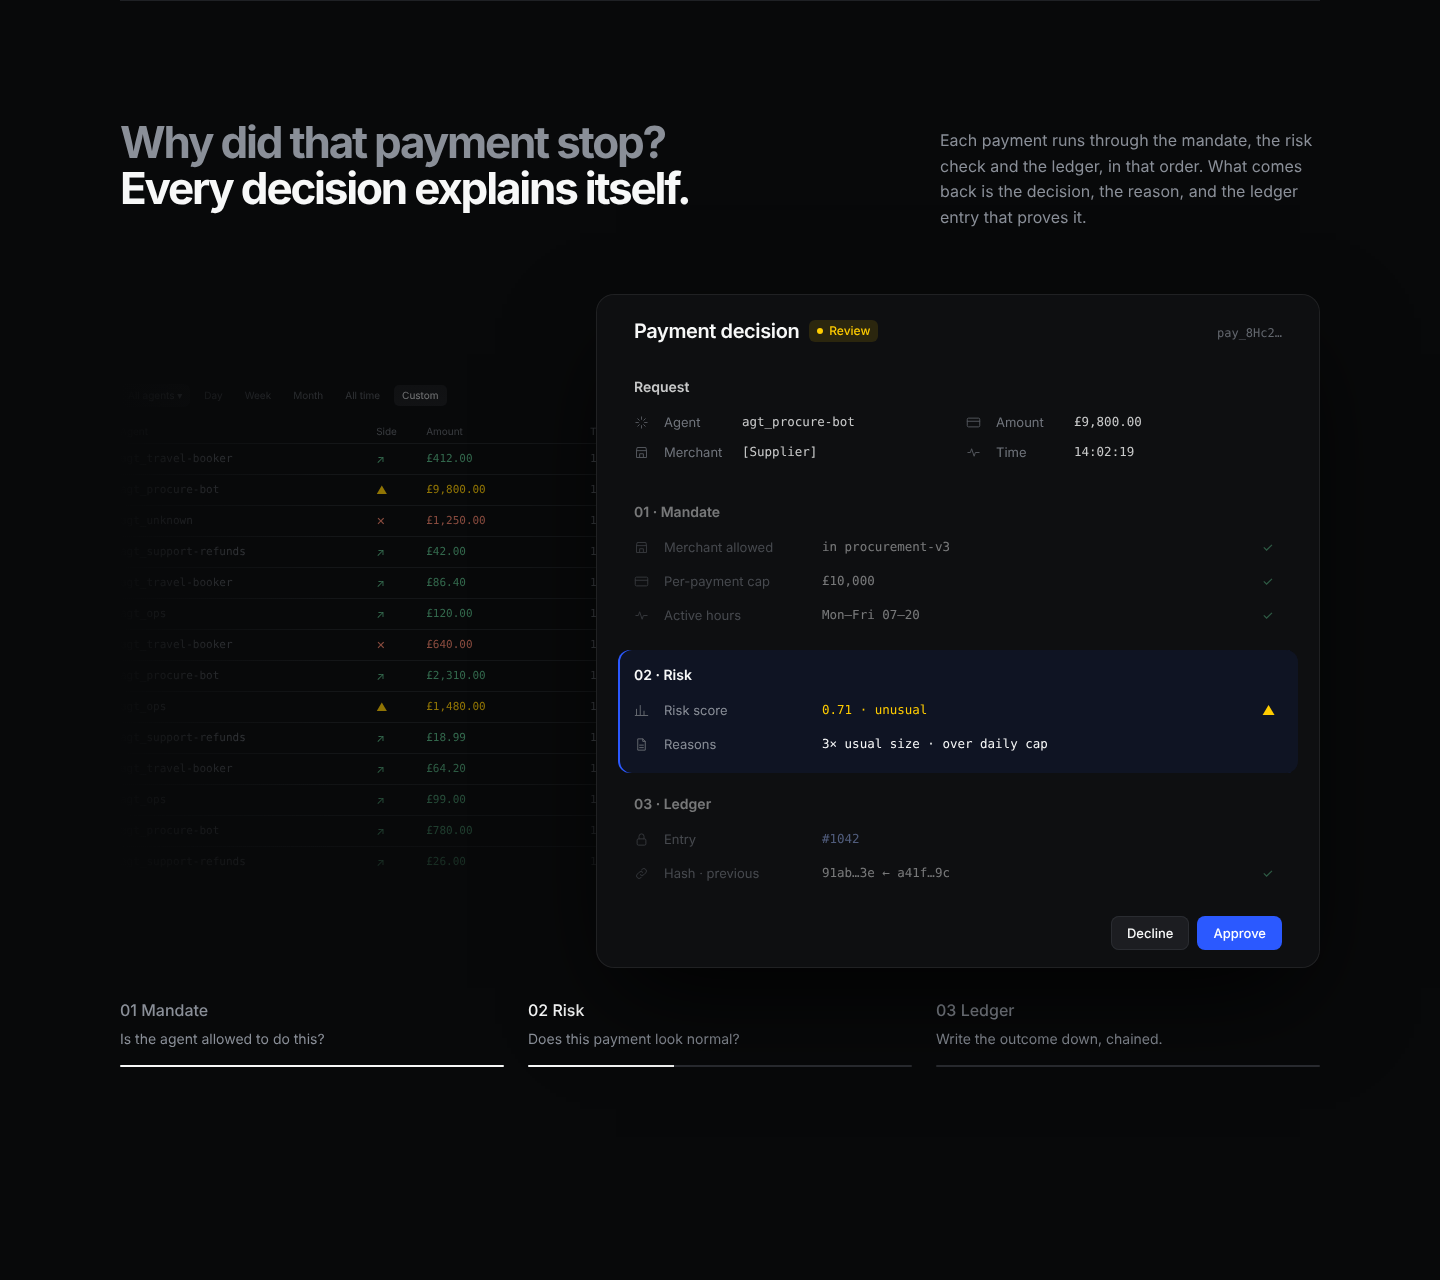 Why did that payment stop?
Every decision explains itself.
Each payment runs through the mandate, the risk
check and the ledger, in that order. What comes
back is the decision, the reason, and the ledger
entry that proves it.
agents ▾ Day Week Month All time Custom
Side Amount
travel-booker ↗ £412.00
procure-bot ▲ £9,800.00
unknown × £1,250.00
support-refunds ↗ £42.00
travel-booker ↗ £86.40
ops ↗ £120.00
travel-booker × £640.00
procure-bot ↗ £2,310.00
ops ▲ £1,480.00
support-refunds ↗ £18.99
travel-booker ↗ £64.20
ops ↗ £99.00
procure-bot ↗ £780.00
support-refunds ↗ £26.00
Payment decision Review pay_8Hc2…
Request
Agent agt_procure-bot Amount £9,800.00
Merchant [Supplier] Time 14:02:19
01 · Mandate
Merchant allowed in procurement-v3 ✓
Per-payment cap £10,000 ✓
Active hours Mon–Fri 07–20 ✓
02 · Risk
Risk score 0.71 · unusual ▲
Reasons 3× usual size · over daily cap
03 · Ledger
Entry #1042
Hash · previous 91ab…3e ← a41f…9c ✓
Decline Approve
01 Mandate
Is the agent allowed to do this?
02 Risk
Does this payment look normal?
03 Ledger
Write the outcome down, chained.